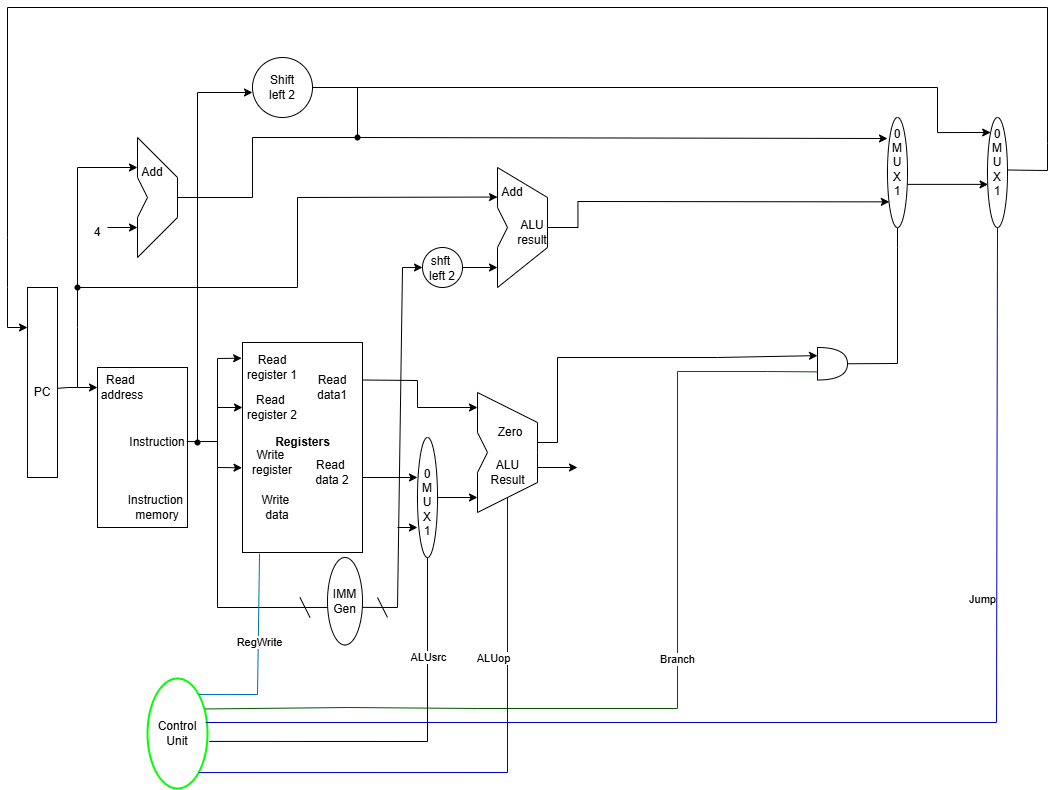 Shift
left 2
0
M
U
X
1
0
M
U
X
1
Add
4
Add
ALU
result
shft
left 2
PC
Read
address
Instruction
Instruction
memory
Read
register 1
Read
data1
Read
register 2
Registers
Write
register
Read
data 2
Write
data
0
M
U
X
1
Zero
ALU
Result
IMM
Gen
RegWrite
ALUsrc
ALUop
Branch
Jump
Control
Unit